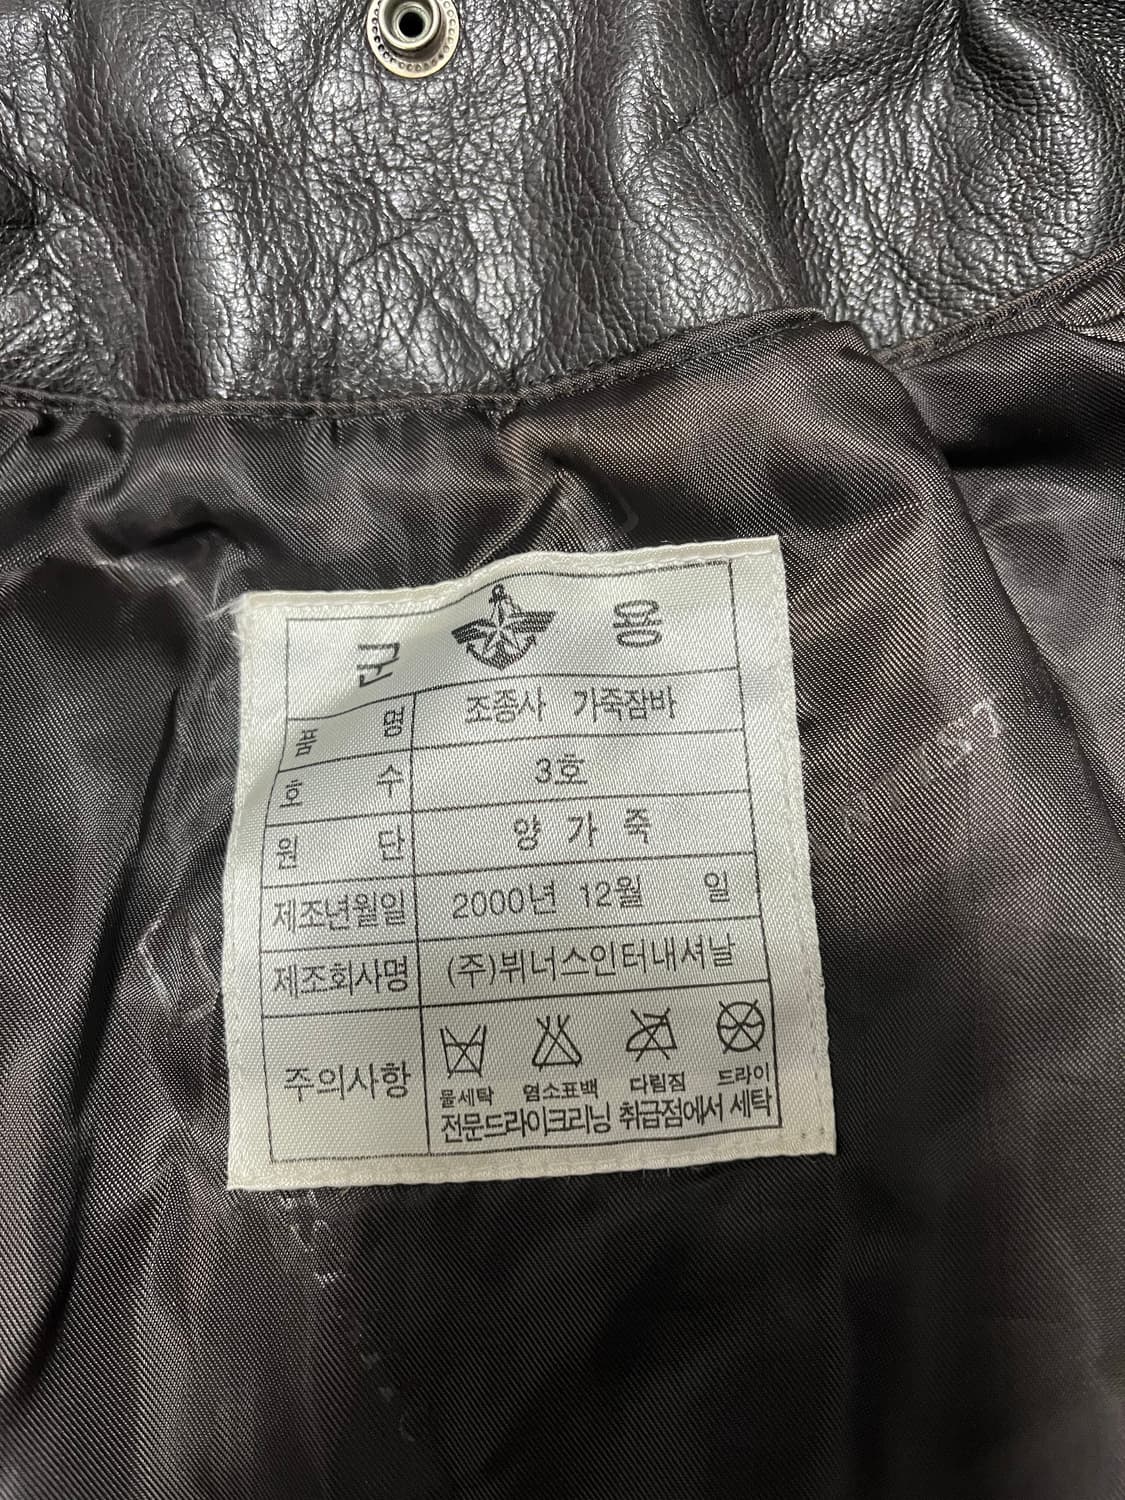 군 용
품 명 조종사 가죽잠바
호 수 3호
원 단 양 가 죽
제조년월일 2000년 12월 일
제조회사명 (주)뷔너스인터내셔날
주의사항 물세탁 염소표백 다림질 드라이
전문드라이크리닝 취급점에서 세탁